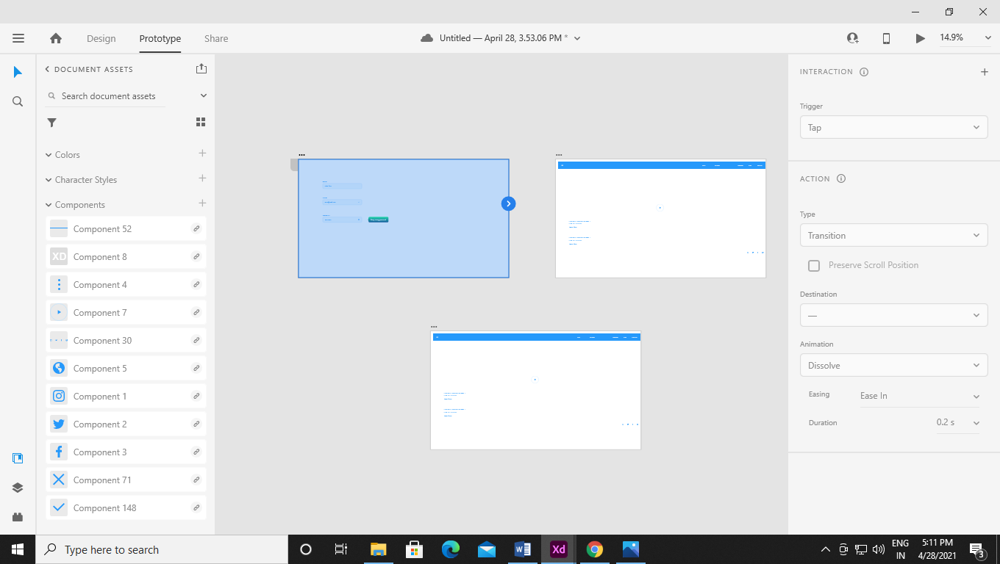 Design
Prototype
Share
Untitled — April 28, 3.53.06 PM *
14.9%
DOCUMENT ASSETS
Search document assets
Colors
Character Styles
Components
Component 52
XD
Component 8
Component 4
Component 7
Component 30
Component 5
Component 1
Component 2
Component 3
Component 71
Component 148
INTERACTION
Trigger
Tap
ACTION
Type
Transition
Preserve Scroll Position
Destination
—
Animation
Dissolve
Easing
Ease In
Duration
0.2 s
Type here to search
Xd
ENG
IN
5:11 PM
4/28/2021
3